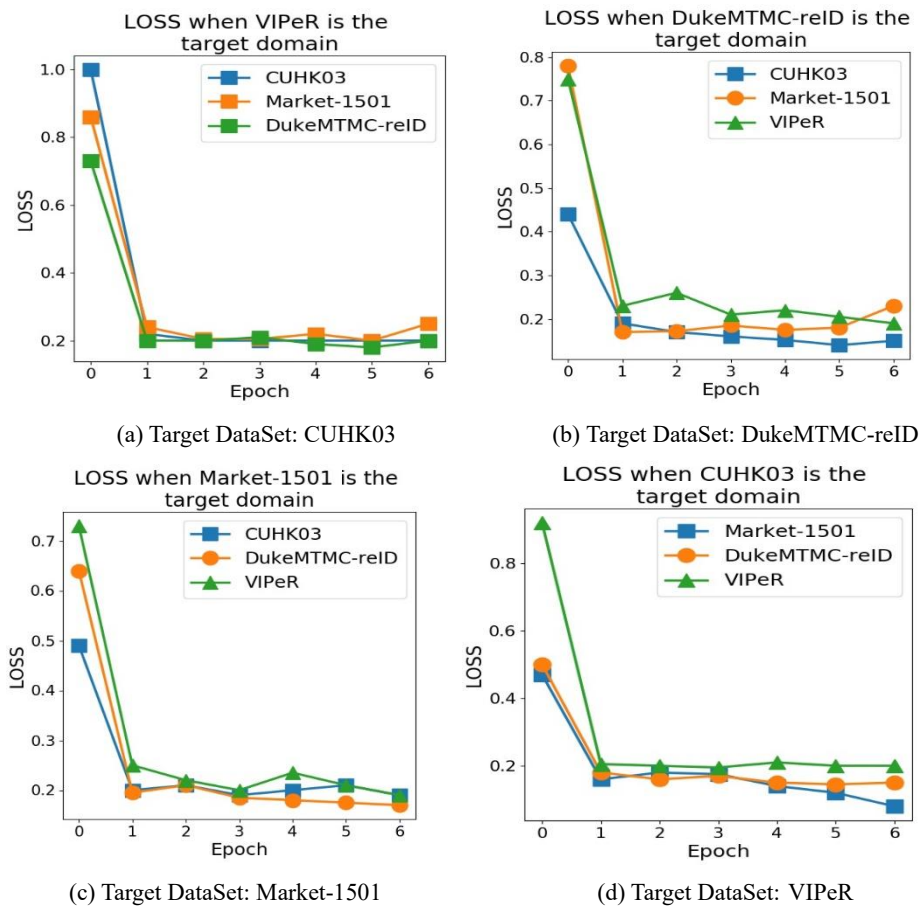 LOSS when VIPeR is the
target domain
1.0
0.8
0.6
0.4
0.2
LOSS
CUHK03
Market-1501
DukeMTMC-reID
0 1 2 3 4 5 6
Epoch
(a) Target DataSet: CUHK03
LOSS when DukeMTMC-reID is the
target domain
0.8
0.7
0.6
0.5
0.4
0.3
0.2
LOSS
CUHK03
Market-1501
VIPeR
0 1 2 3 4 5 6
Epoch
(b) Target DataSet: DukeMTMC-reID
LOSS when Market-1501 is the
target domain
0.7
0.6
0.5
0.4
0.3
0.2
LOSS
CUHK03
DukeMTMC-reID
VIPeR
0 1 2 3 4 5 6
Epoch
(c) Target DataSet: Market-1501
LOSS when CUHK03 is the
target domain
0.8
0.6
0.4
0.2
LOSS
Market-1501
DukeMTMC-reID
VIPeR
0 1 2 3 4 5 6
Epoch
(d) Target DataSet: VIPeR